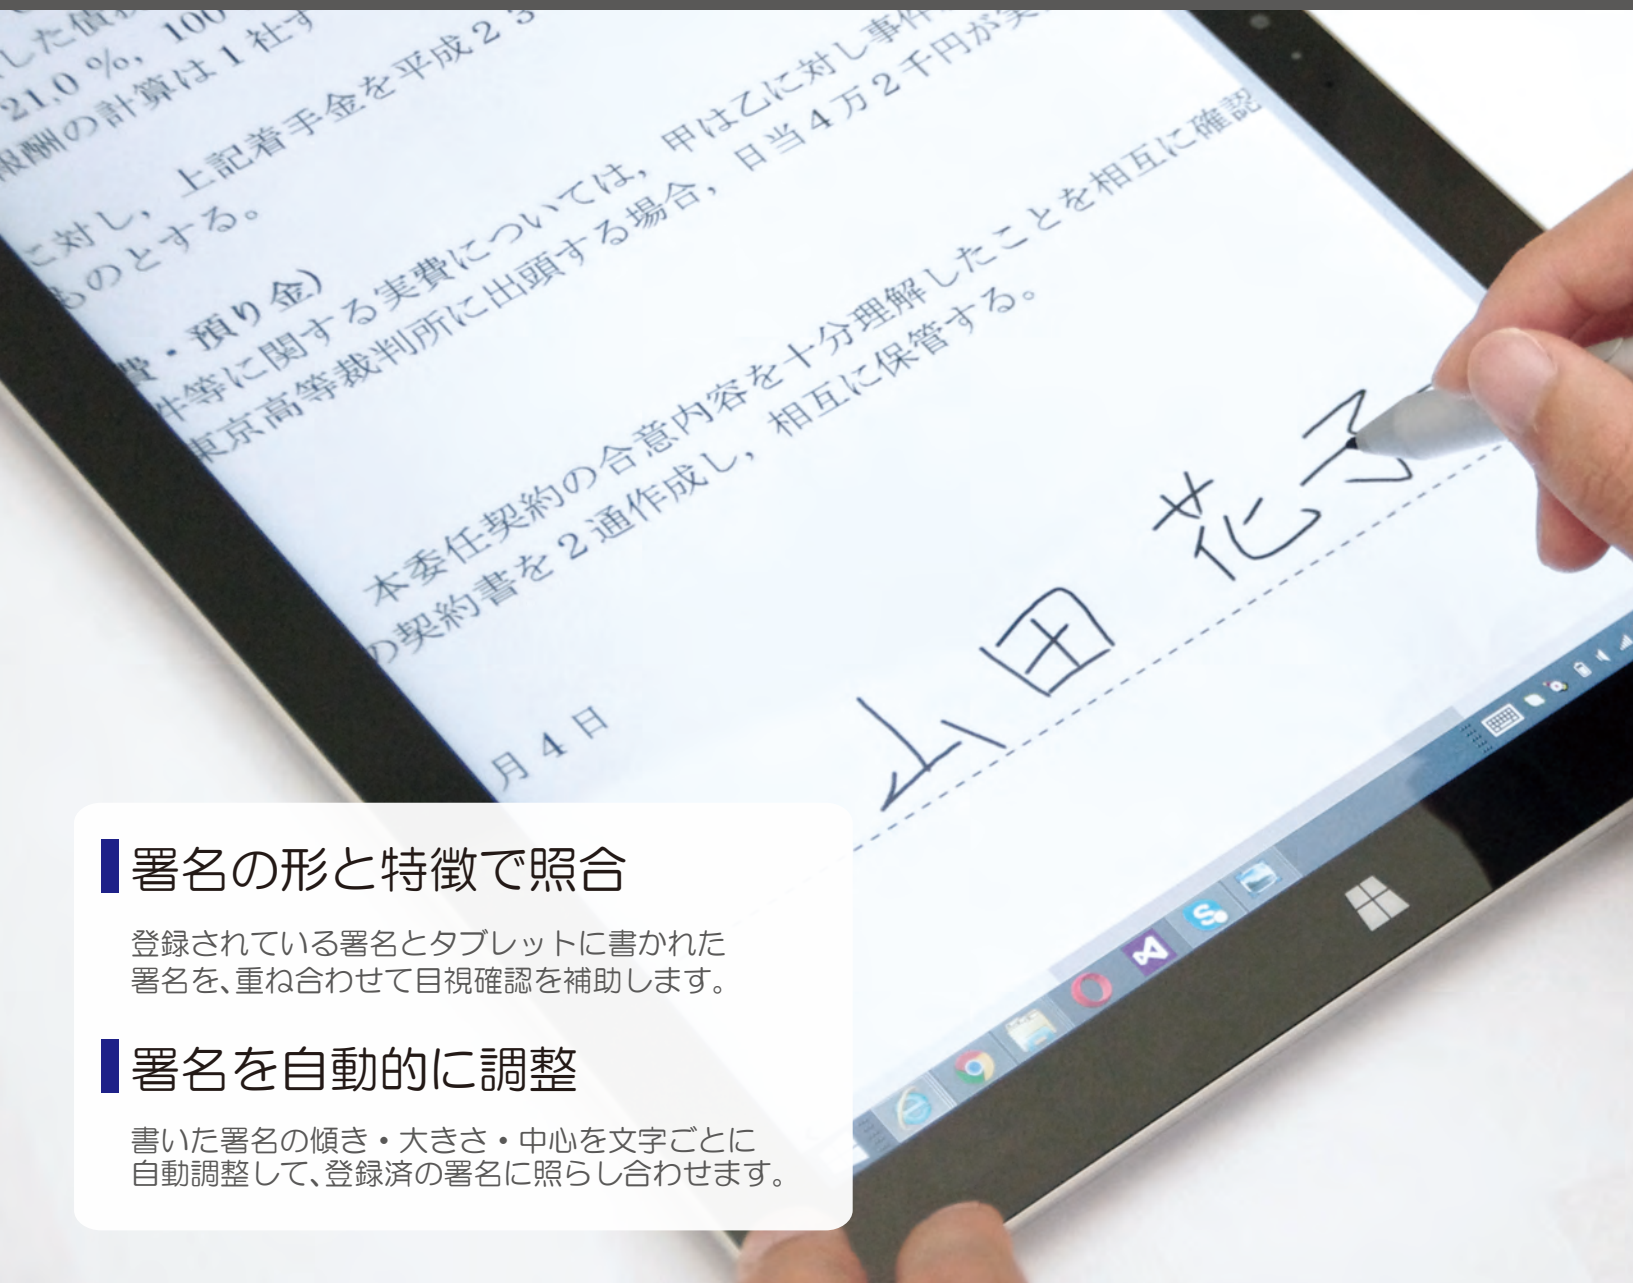 した債務
21.0 %, 100
報酬の計算は1社す
上記着手金を平成23
に対し，
ものとする。
費・預り金)
件等に関する実費については，甲は乙に対し事件
東京高等裁判所に出頭する場合，日当4万2千円が実
本委任契約の合意内容を十分理解したことを相互に確認
の契約書を2通作成し，相互に保管する。
月4日
山田 花子
署名の形と特徴で照合
登録されている署名とタブレットに書かれた
署名を、重ね合わせて目視確認を補助します。
署名を自動的に調整
書いた署名の傾き・大きさ・中心を文字ごとに
自動調整して、登録済の署名に照らし合わせます。